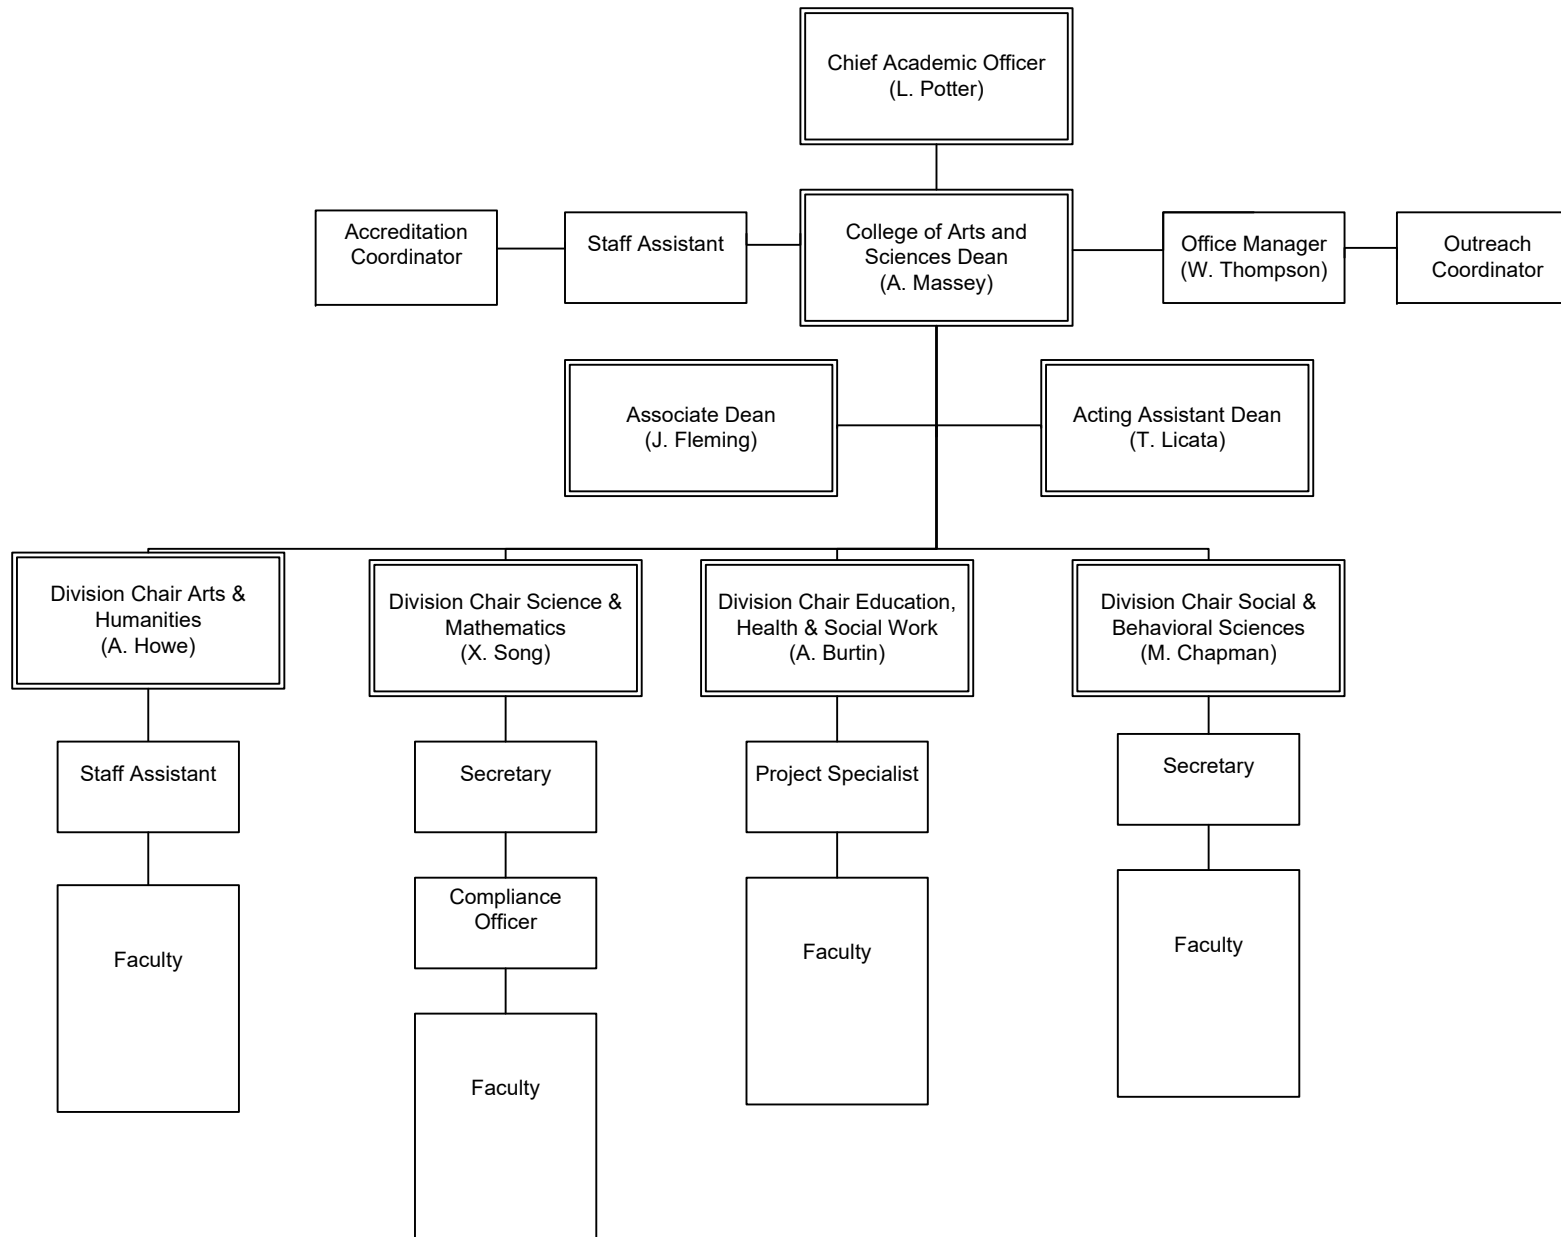 Chief Academic Officer
(L. Potter)
Accreditation
Coordinator
Staff Assistant
College of Arts and
Sciences Dean
(A. Massey)
Office Manager
(W. Thompson)
Outreach
Coordinator
Associate Dean
(J. Fleming)
Acting Assistant Dean
(T. Licata)
Division Chair Arts &
Humanities
(A. Howe)
Division Chair Science &
Mathematics
(X. Song)
Division Chair Education,
Health & Social Work
(A. Burtin)
Division Chair Social &
Behavioral Sciences
(M. Chapman)
Staff Assistant
Secretary
Project Specialist
Secretary
Faculty
Compliance
Officer
Faculty
Faculty
Faculty